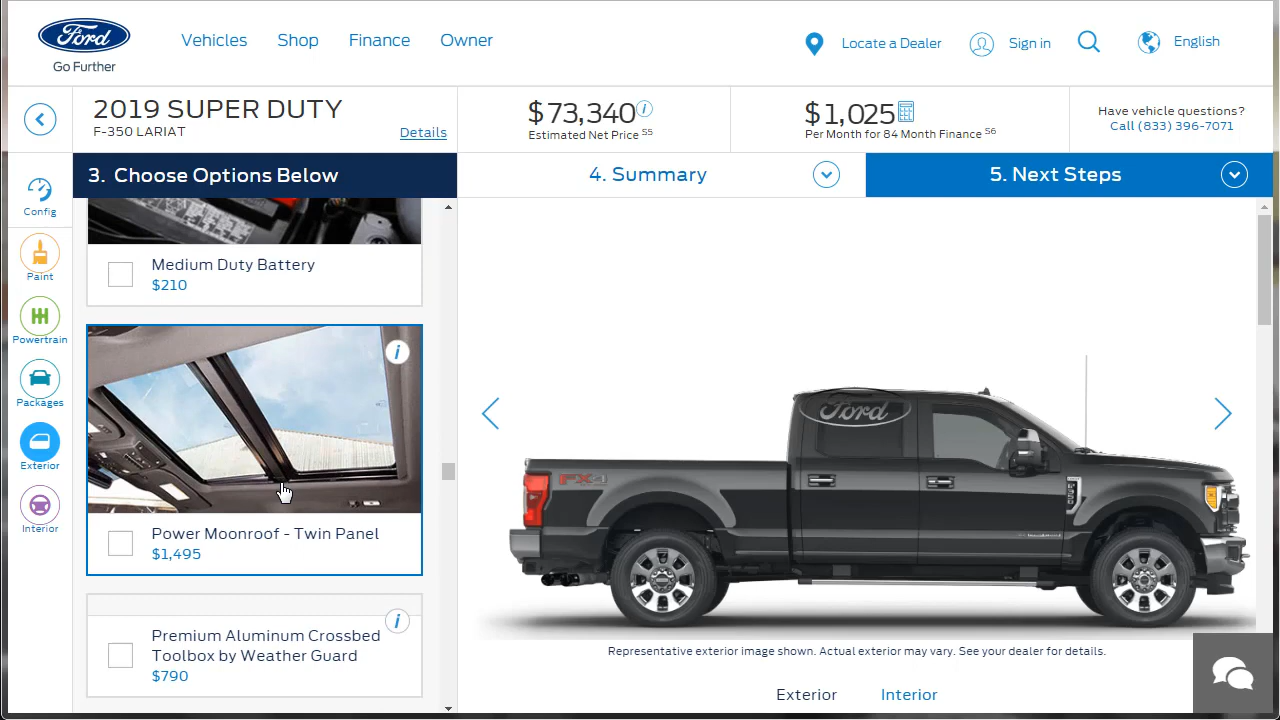 Ford
Go Further
Vehicles
Shop
Finance
Owner
Locate a Dealer
Sign in
English
2019 SUPER DUTY
F-350 LARIAT
Details
$73,340
Estimated Net Price S5
$1,025
Per Month for 84 Month Finance S6
Have vehicle questions?
Call (833) 396-7071
3. Choose Options Below
4. Summary
5. Next Steps
Config
Paint
Powertrain
Packages
Exterior
Interior
Medium Duty Battery
$210
Power Moonroof - Twin Panel
$1,495
Premium Aluminum Crossbed
Toolbox by Weather Guard
$790
Ford
FX4
Representative exterior image shown. Actual exterior may vary. See your dealer for details.
Exterior
Interior